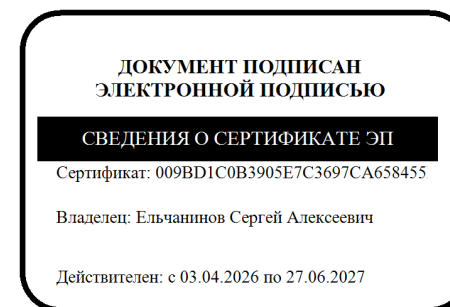 ДОКУМЕНТ ПОДПИСАН
ЭЛЕКТРОННОЙ ПОДПИСЬЮ
СВЕДЕНИЯ О СЕРТИФИКАТЕ ЭП
Сертификат: 009BD1C0B3905E7C3697CA658455
Владелец: Ельчанинов Сергей Алексеевич
Действителен: с 03.04.2026 по 27.06.2027